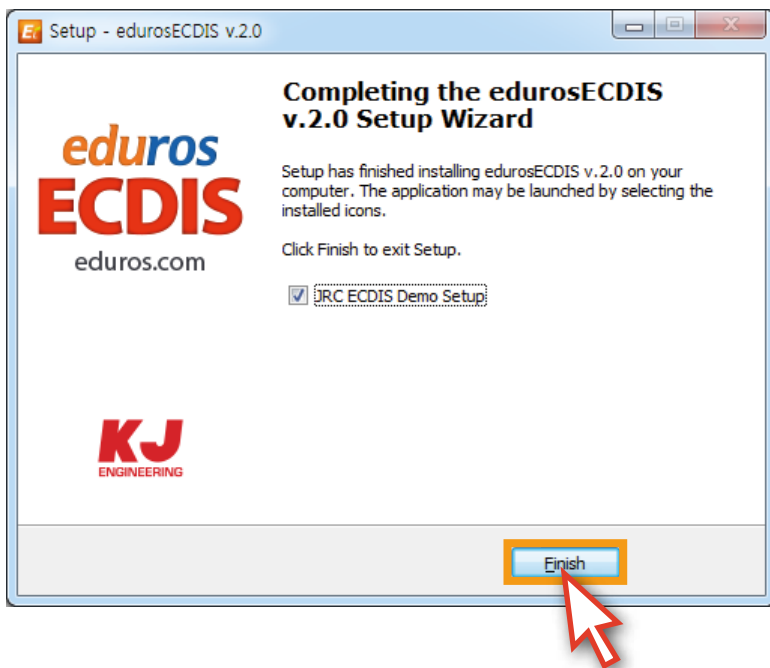 Er Setup - edurosECDIS v.2.0
Completing the edurosECDIS
v.2.0 Setup Wizard
eduros
ECDIS
eduros.com
Setup has finished installing edurosECDIS v.2.0 on your
computer. The application may be launched by selecting the
installed icons.
Click Finish to exit Setup.
JRC ECDIS Demo Setup
KJ
ENGINEERING
Finish